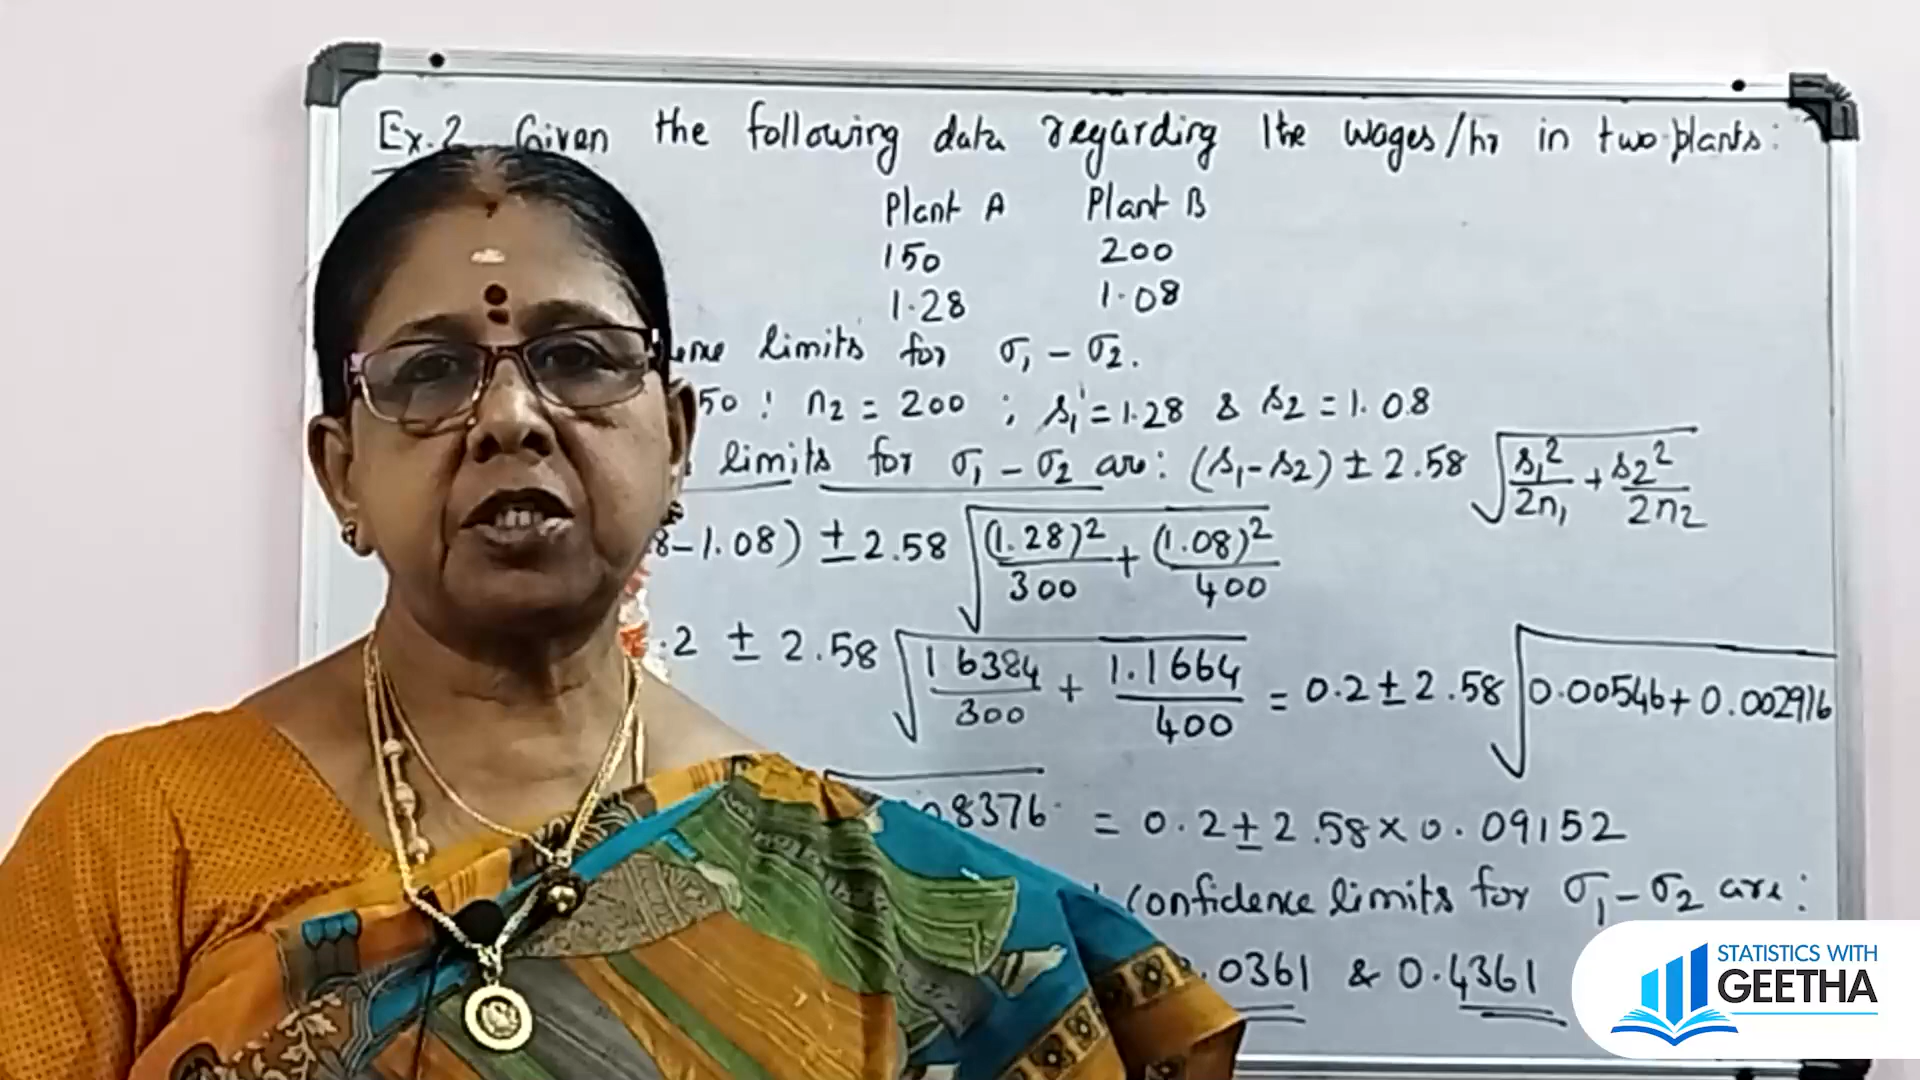 Ex.2 Given the following data regarding the wages/hr in two plants:
Plant A Plant B
150 200
1.28 1.08
limits for σ₁ - σ₂.
50 ; n₂ = 200 ; s₁ = 1.28 & s₂ = 1.08
limits for σ₁ - σ₂ are: (s₁-s₂) ± 2.58 √(s₁²/2n₁ + s₂²/2n₂)
8-1.08) ± 2.58 √((1.28)²/300 + (1.08)²/400)
.2 ± 2.58 √(1.6384/300 + 1.1664/400) = 0.2 ± 2.58 √(0.00546 + 0.002916
08376 = 0.2 ± 2.58 × 0.09152
confidence limits for σ₁ - σ₂ are:
.0361 & 0.4361
STATISTICS WITH
GEETHA